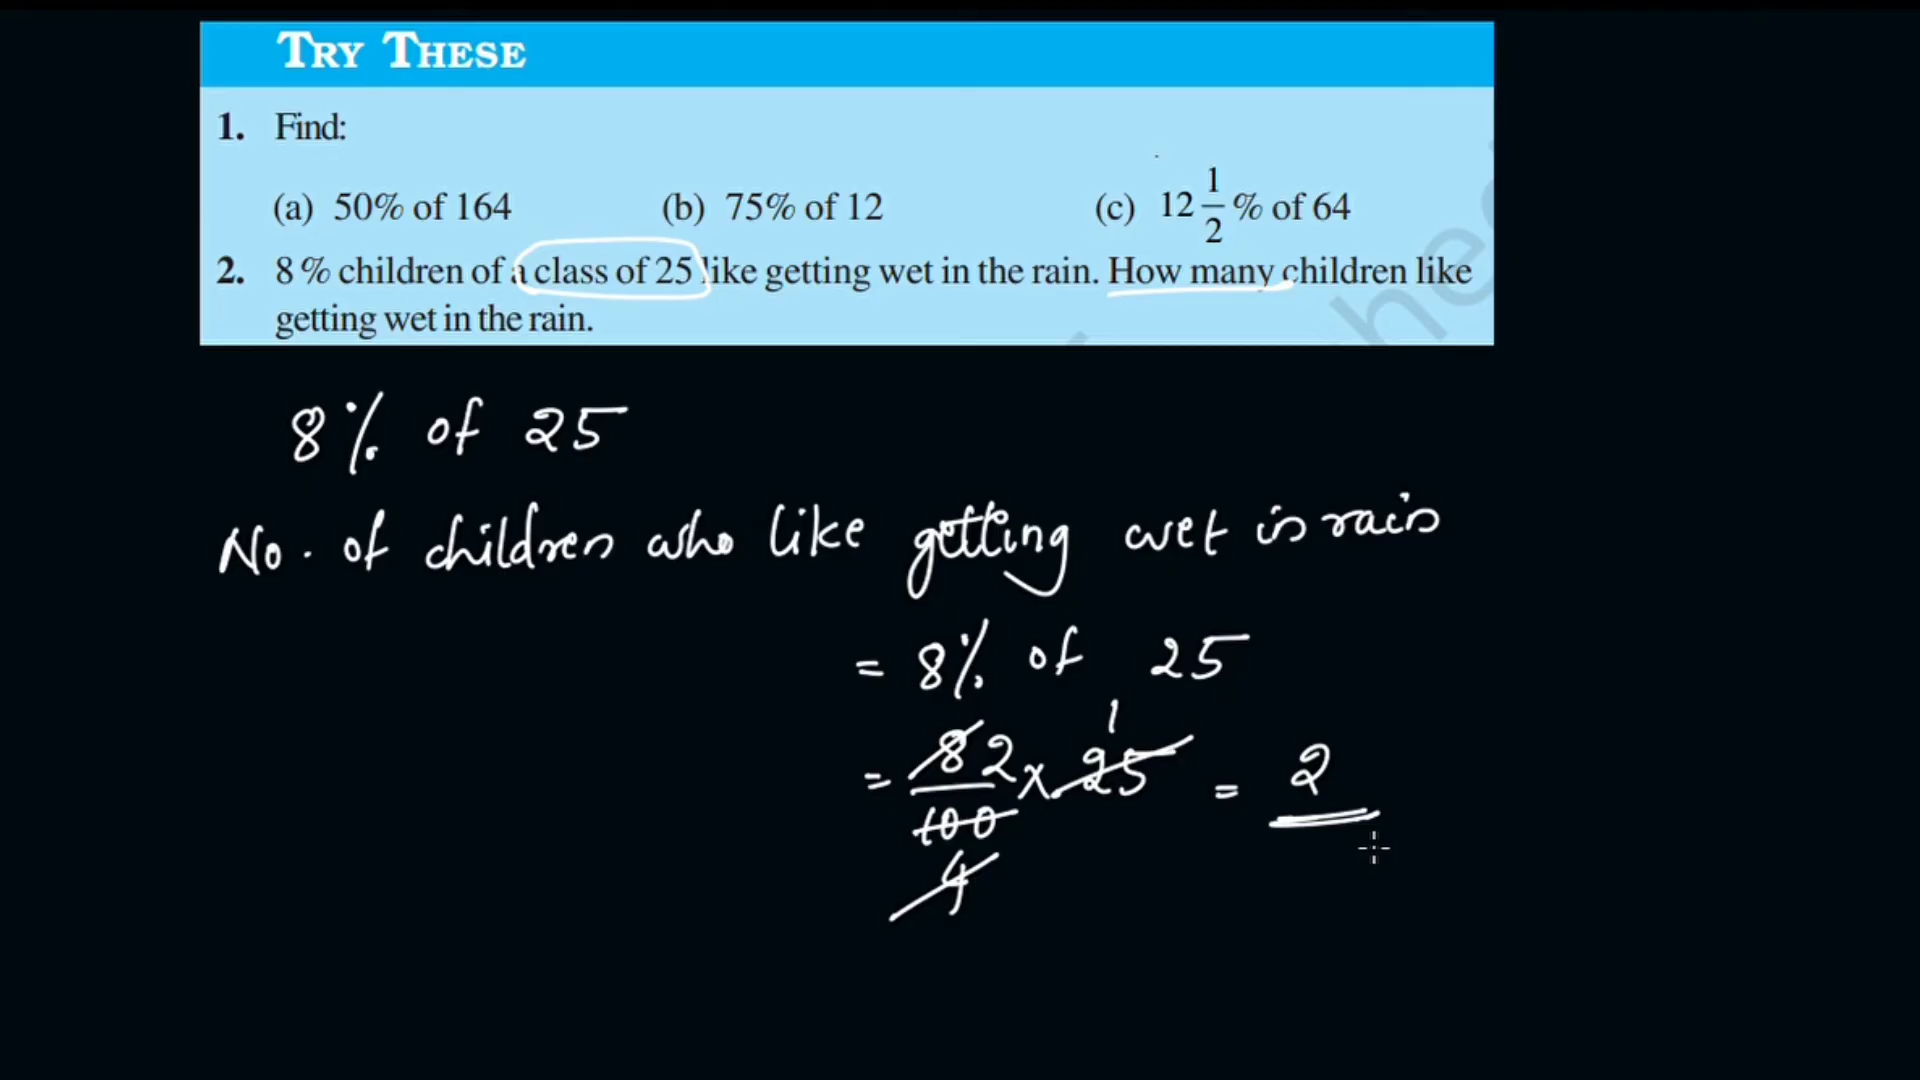 TRY THESE
1. Find:
(a) 50% of 164 (b) 75% of 12 (c) 12 1/2 % of 64
2. 8 % children of a class of 25 like getting wet in the rain. How many children like
getting wet in the rain.
8% of 25
No. of children who like getting wet in rain
= 8% of 25
1
= 8 2 × 25 = 2
100
4